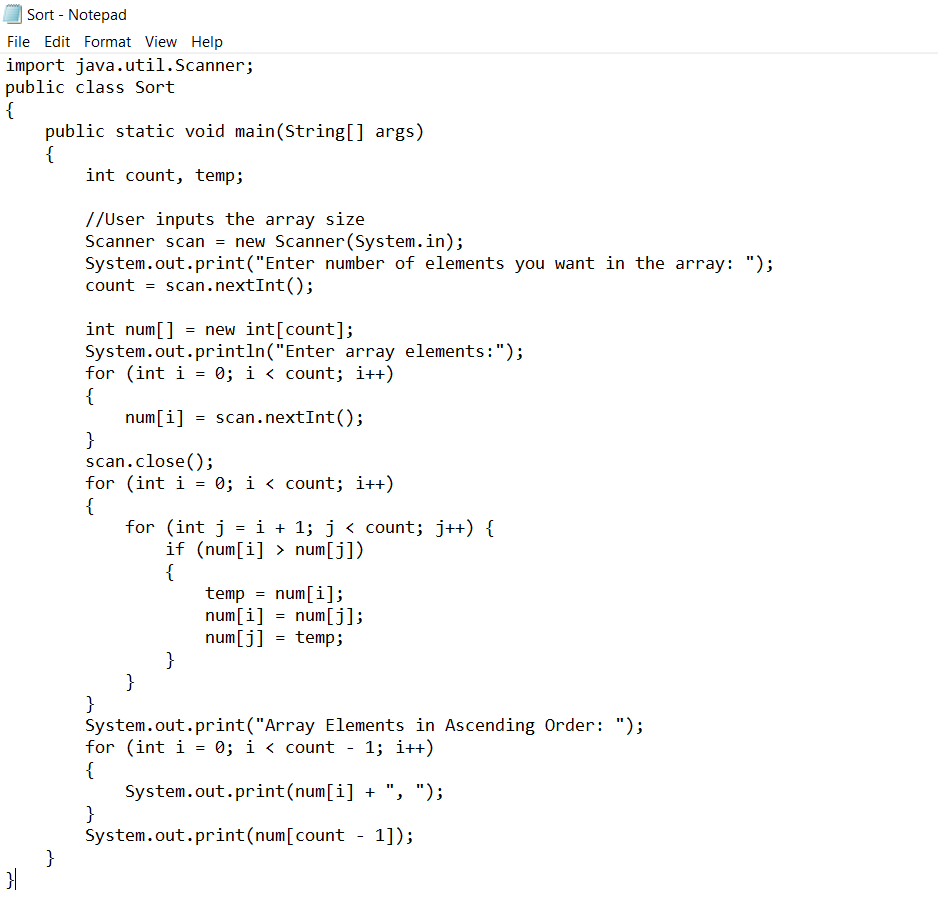 Sort - Notepad
File Edit Format View Help
import java.util.Scanner;
public class Sort
{
    public static void main(String[] args)
    {
        int count, temp;

        //User inputs the array size
        Scanner scan = new Scanner(System.in);
        System.out.print("Enter number of elements you want in the array: ");
        count = scan.nextInt();

        int num[] = new int[count];
        System.out.println("Enter array elements:");
        for (int i = 0; i < count; i++)
        {
            num[i] = scan.nextInt();
        }
        scan.close();
        for (int i = 0; i < count; i++)
        {
            for (int j = i + 1; j < count; j++) {
                if (num[i] > num[j])
                {
                    temp = num[i];
                    num[i] = num[j];
                    num[j] = temp;
                }
            }
        }
        System.out.print("Array Elements in Ascending Order: ");
        for (int i = 0; i < count - 1; i++)
        {
            System.out.print(num[i] + ", ");
        }
        System.out.print(num[count - 1]);
    }
}